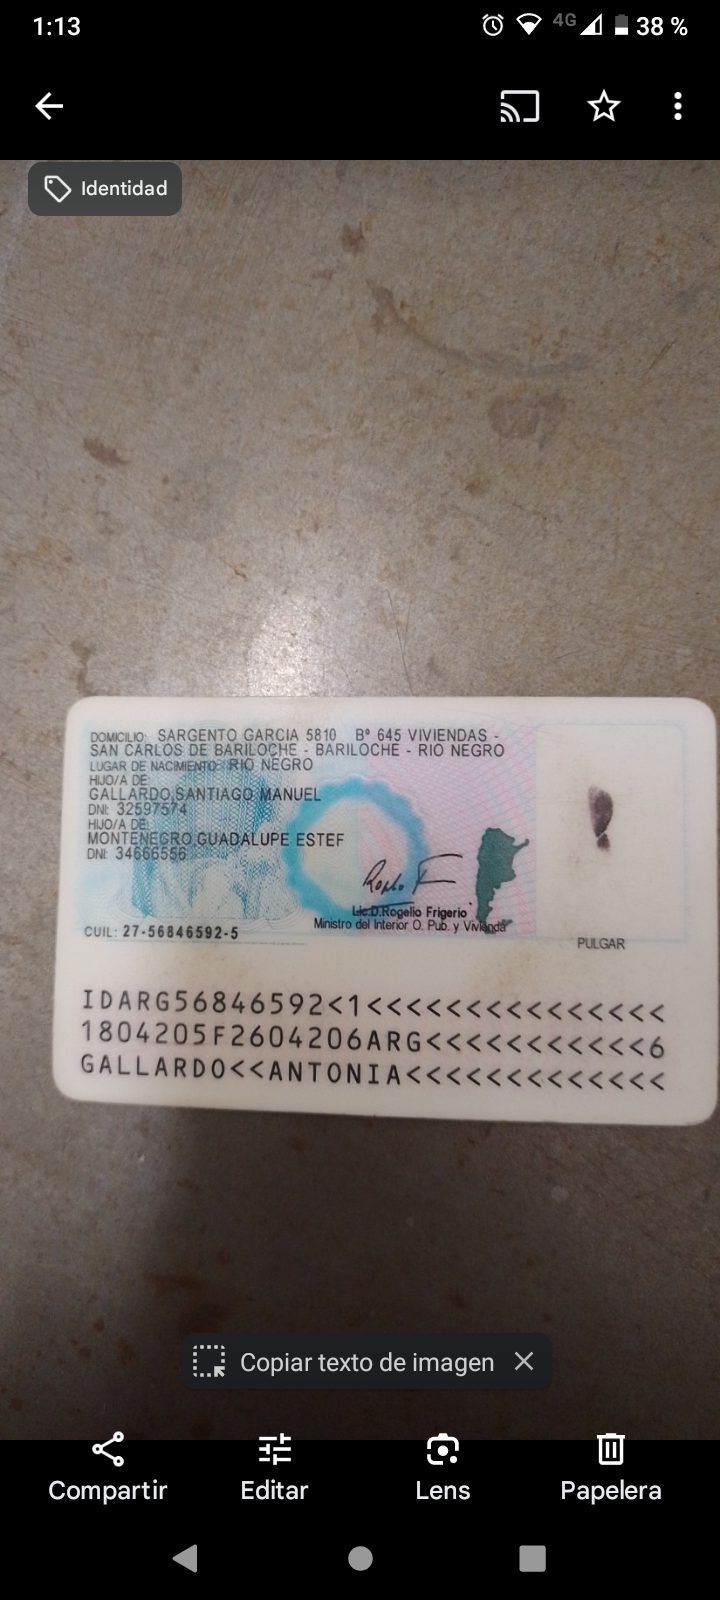 1:13
4G
38 %
Identidad
DOMICILIO: SARGENTO GARCIA 5810 Bº 645 VIVIENDAS -
SAN CARLOS DE BARILOCHE - BARILOCHE - RIO NEGRO
LUGAR DE NACIMIENTO: RIO NEGRO
HIJO/A DE:
GALLARDO,SANTIAGO MANUEL
DNI: 32597574
HIJO/A DE:
MONTENEGRO,GUADALUPE ESTEF
DNI: 34666556
Lic.D.Rogelio Frigerio
Ministro del Interior O. Pub. y Vivienda
CUIL: 27-56846592-5
PULGAR
IDARG56846592<1<<<<<<<<<<<<<<<
1804205F2604206ARG<<<<<<<<<<<6
GALLARDO<<ANTONIA<<<<<<<<<<<<<
Copiar texto de imagen
Compartir
Editar
Lens
Papelera